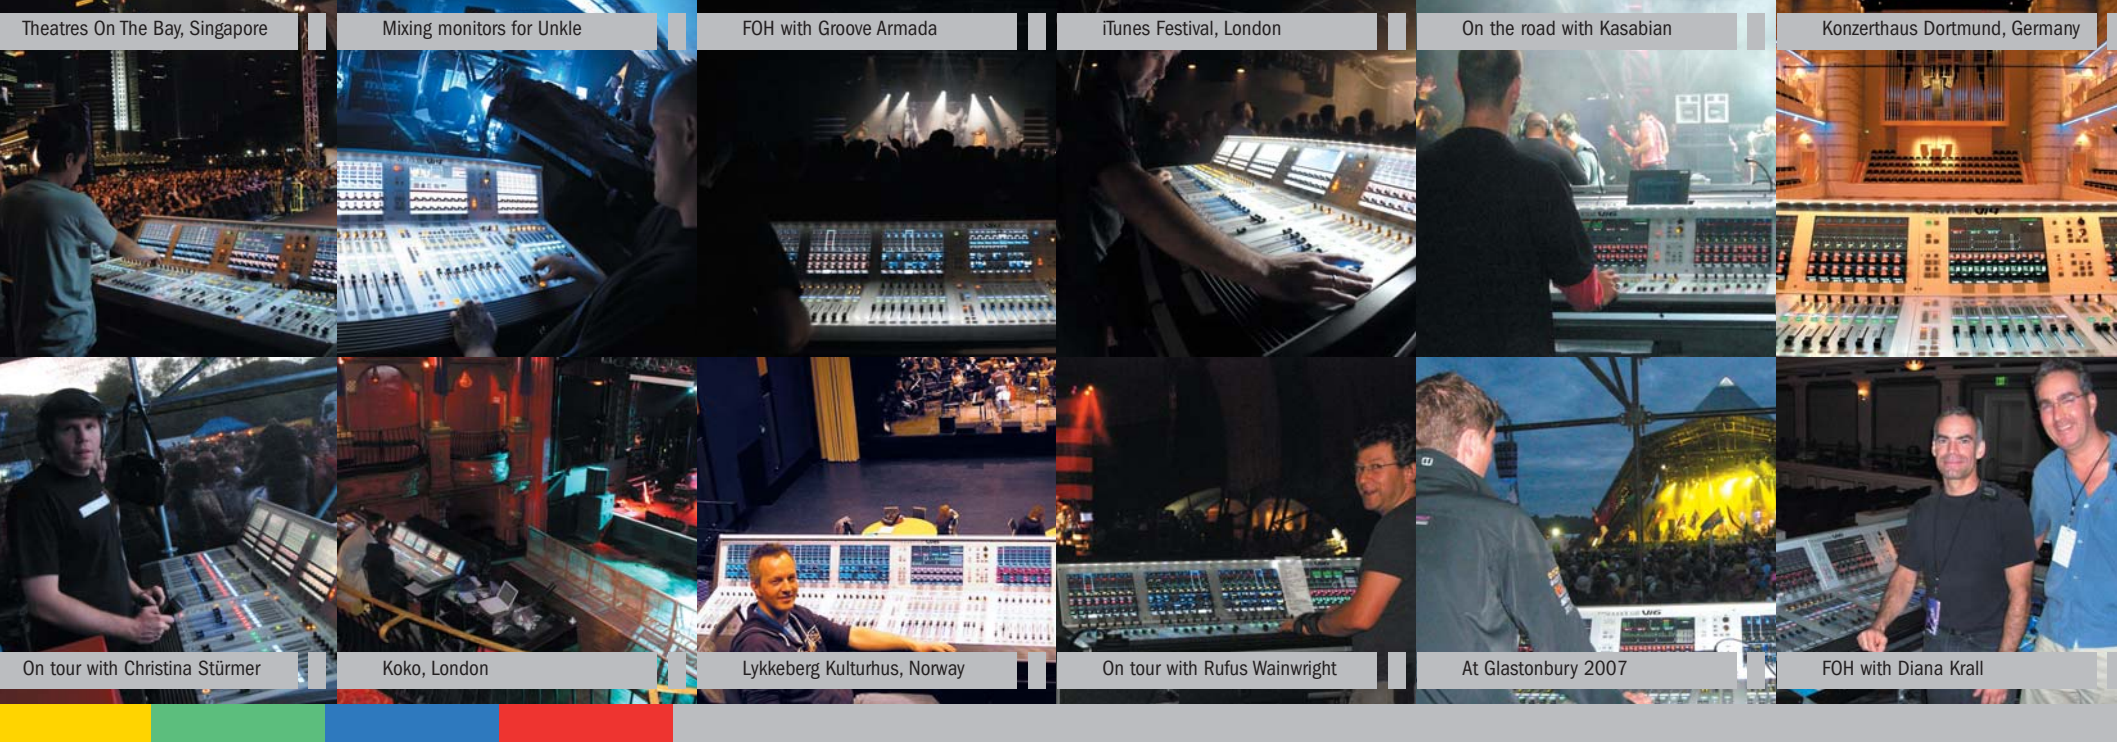 Theatres On The Bay, Singapore
Mixing monitors for Unkle
FOH with Groove Armada
iTunes Festival, London
On the road with Kasabian
Konzerthaus Dortmund, Germany
On tour with Christina Stürmer
Koko, London
Lykkeberg Kulturhus, Norway
On tour with Rufus Wainwright
At Glastonbury 2007
FOH with Diana Krall